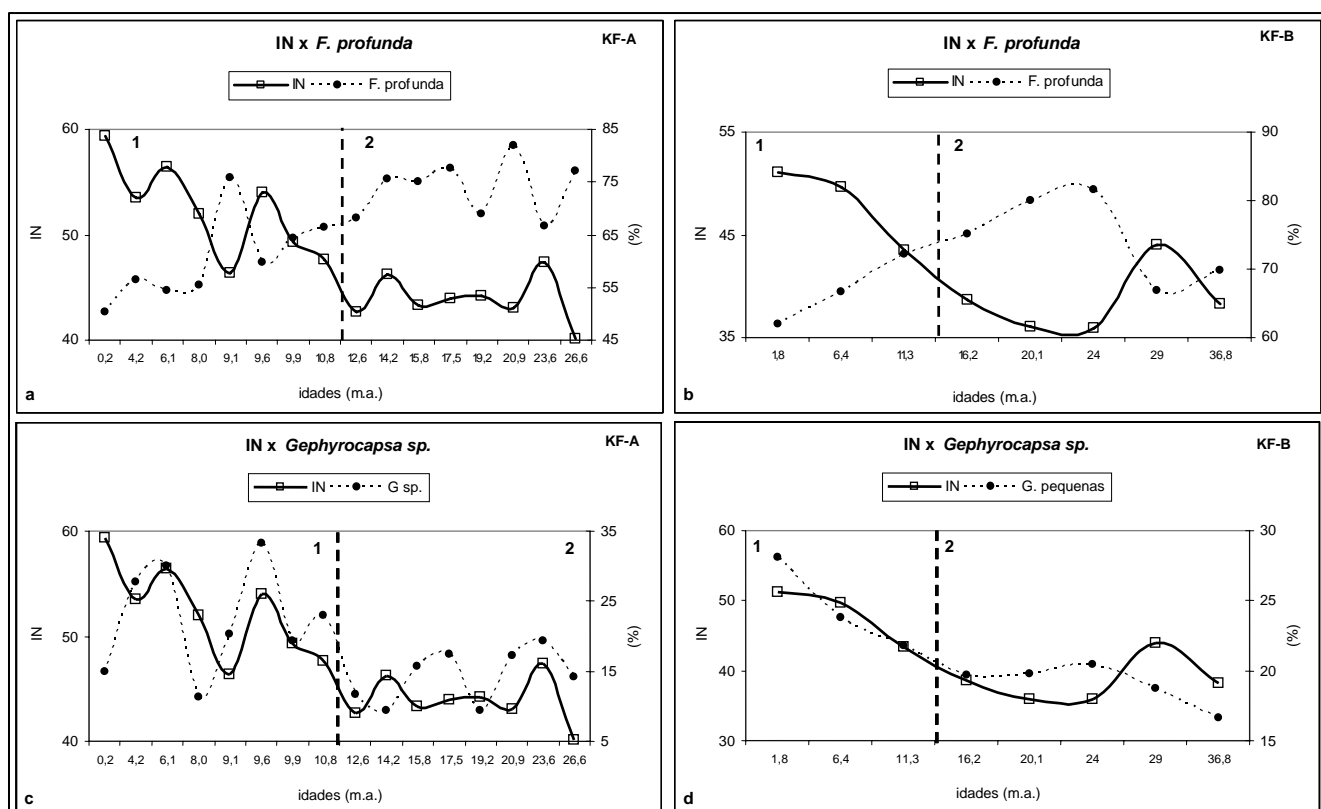 IN x F. profunda KF-A
IN F. profunda
60 85
1 2
75
50 65
55
40 45
IN
(%)
0,2 4,2 6,1 8,0 9,1 9,6 9,9 10,8 12,6 14,2 15,8 17,5 19,2 20,9 23,6 26,6
idades (m.a.)
a
IN x F. profunda KF-B
IN F. profunda
55 90
1 2
80
45
70
35 60
IN
(%)
1,8 6,4 11,3 16,2 20,1 24 29 36,8
idades (m.a.)
b
IN x Gephyrocapsa sp. KF-A
IN G sp.
60 35
1 2
25
50
15
40 5
IN
(%)
0,2 4,2 6,1 8,0 9,1 9,6 9,9 10,8 12,6 14,2 15,8 17,5 19,2 20,9 23,6 26,6
idades (m.a.)
c
IN x Gephyrocapsa sp. KF-B
IN G. pequenas
60 30
1 2
50 25
40 20
30 15
IN
(%)
1,8 6,4 11,3 16,2 20,1 24 29 36,8
idades (m.a.)
d